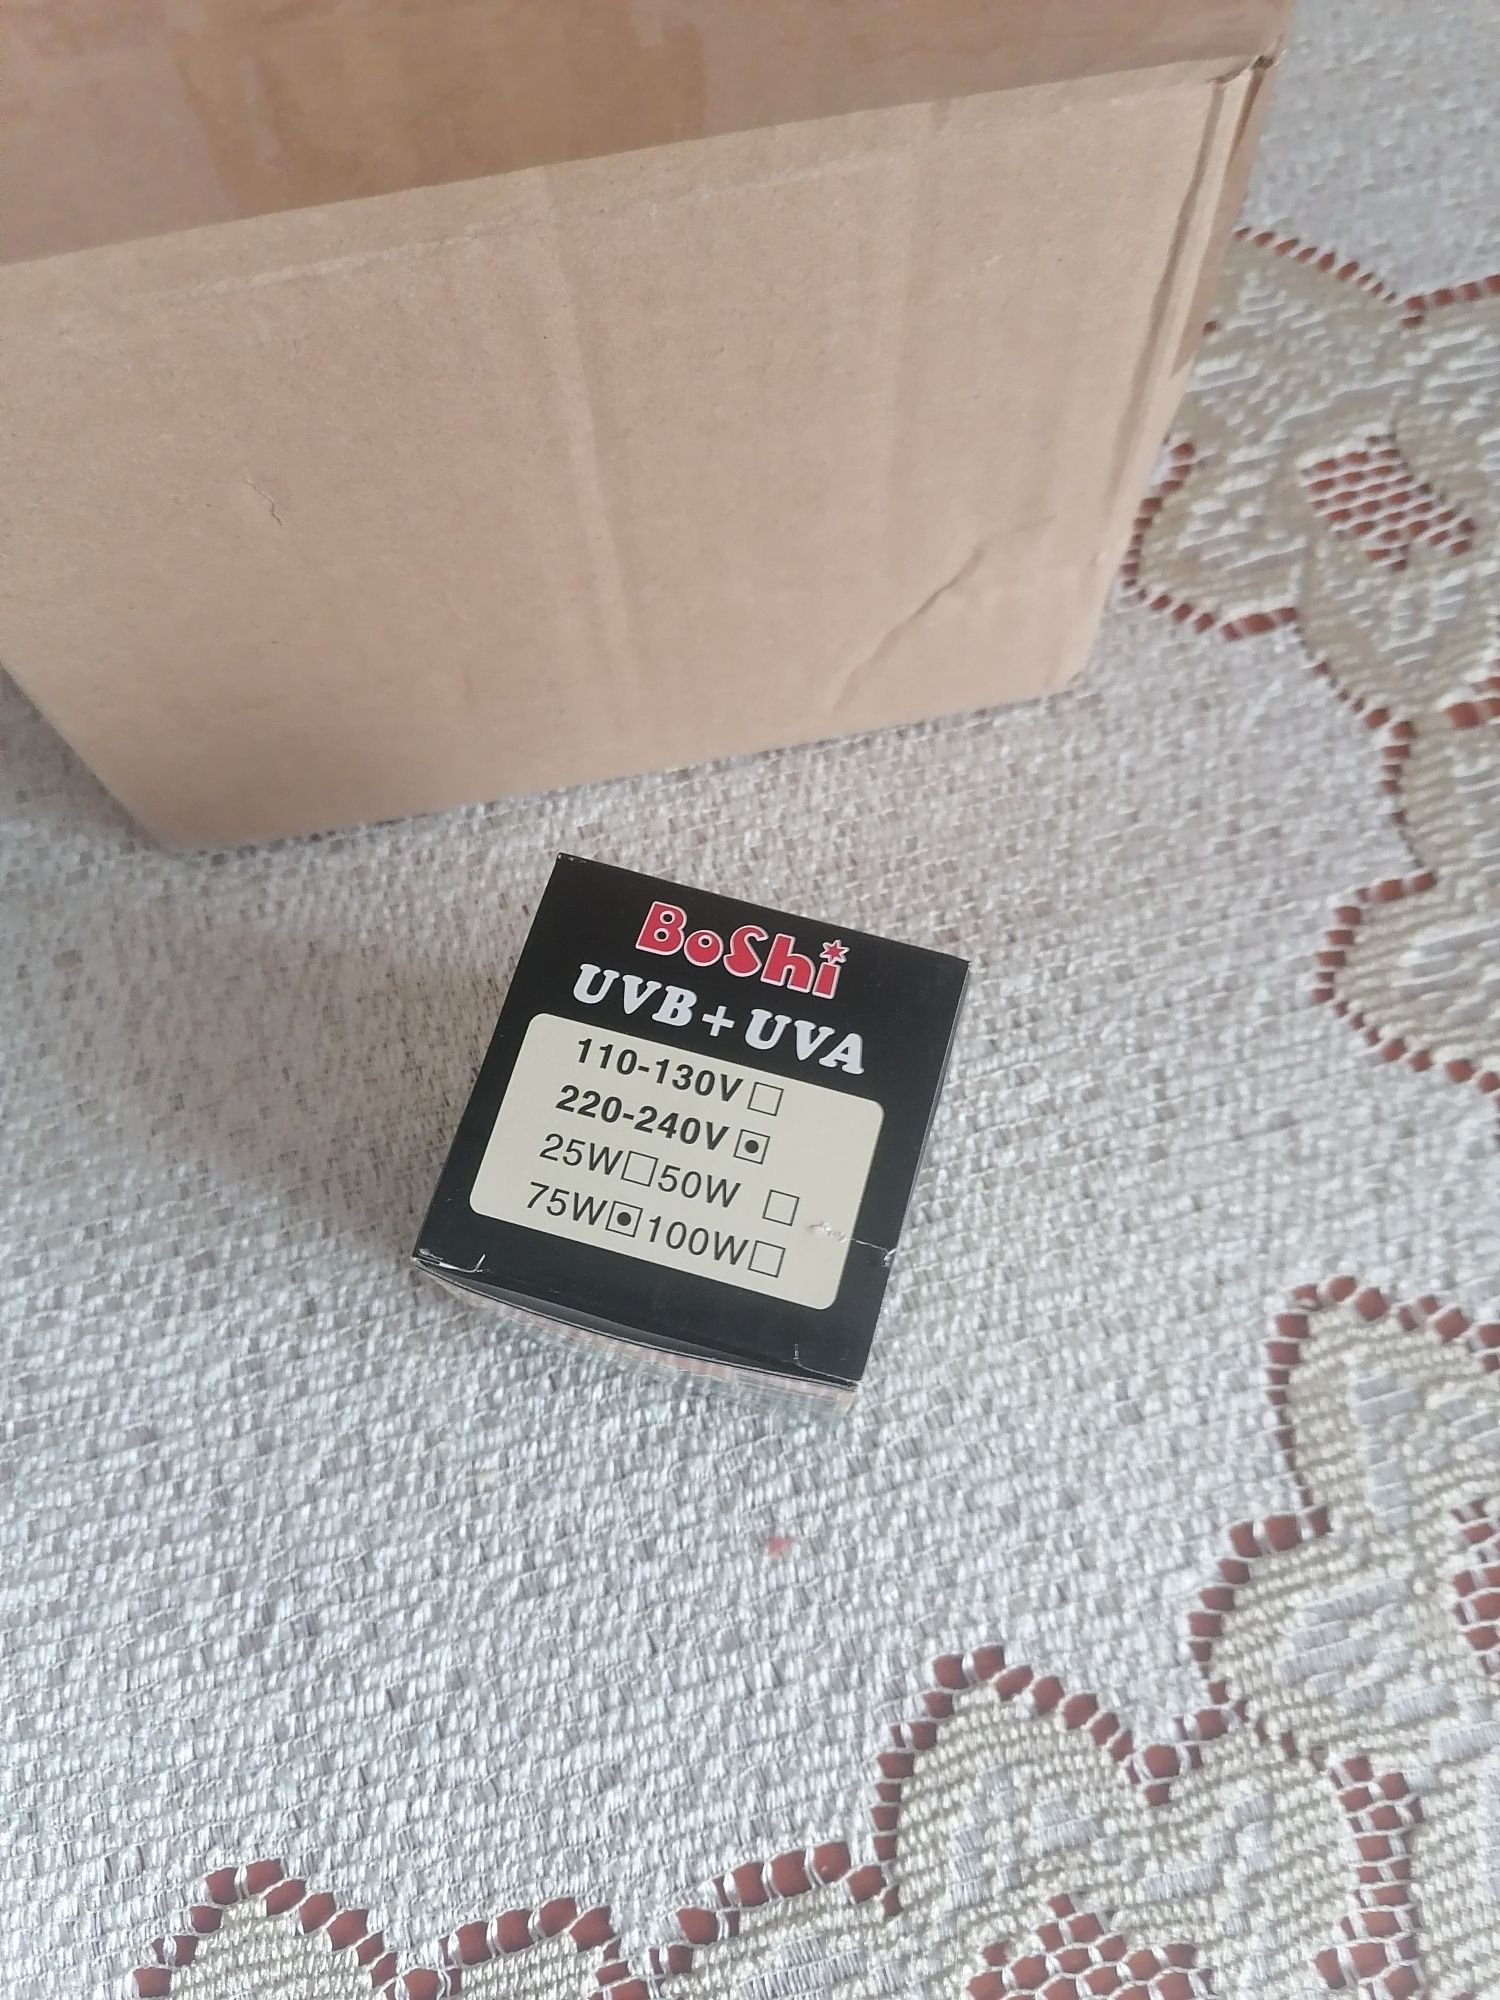 BoShi
UVB+UVA
110-130V □
220-240V ▣
25W □ 50W □
75W ▣ 100W □